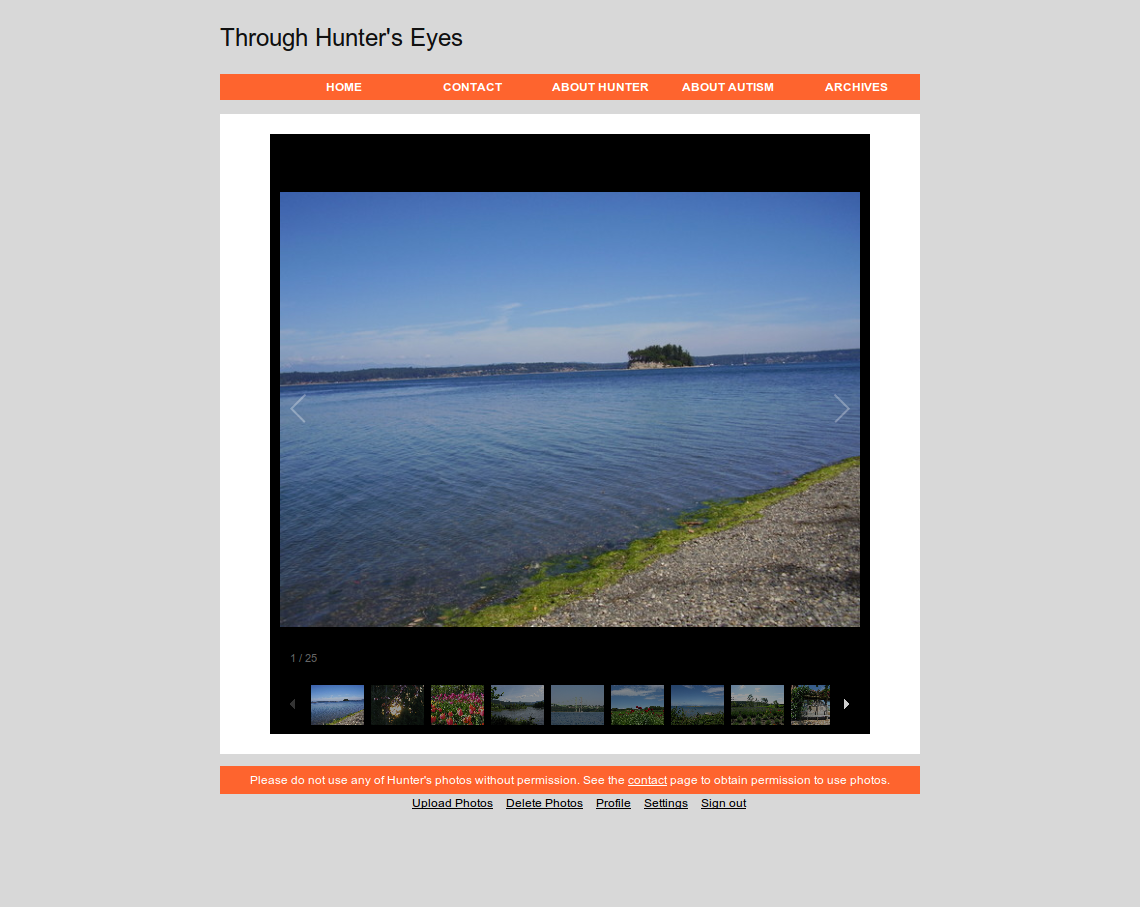 Through Hunter's Eyes
HOME CONTACT ABOUT HUNTER ABOUT AUTISM ARCHIVES
1 / 25
Please do not use any of Hunter's photos without permission. See the contact page to obtain permission to use photos.
Upload Photos Delete Photos Profile Settings Sign out